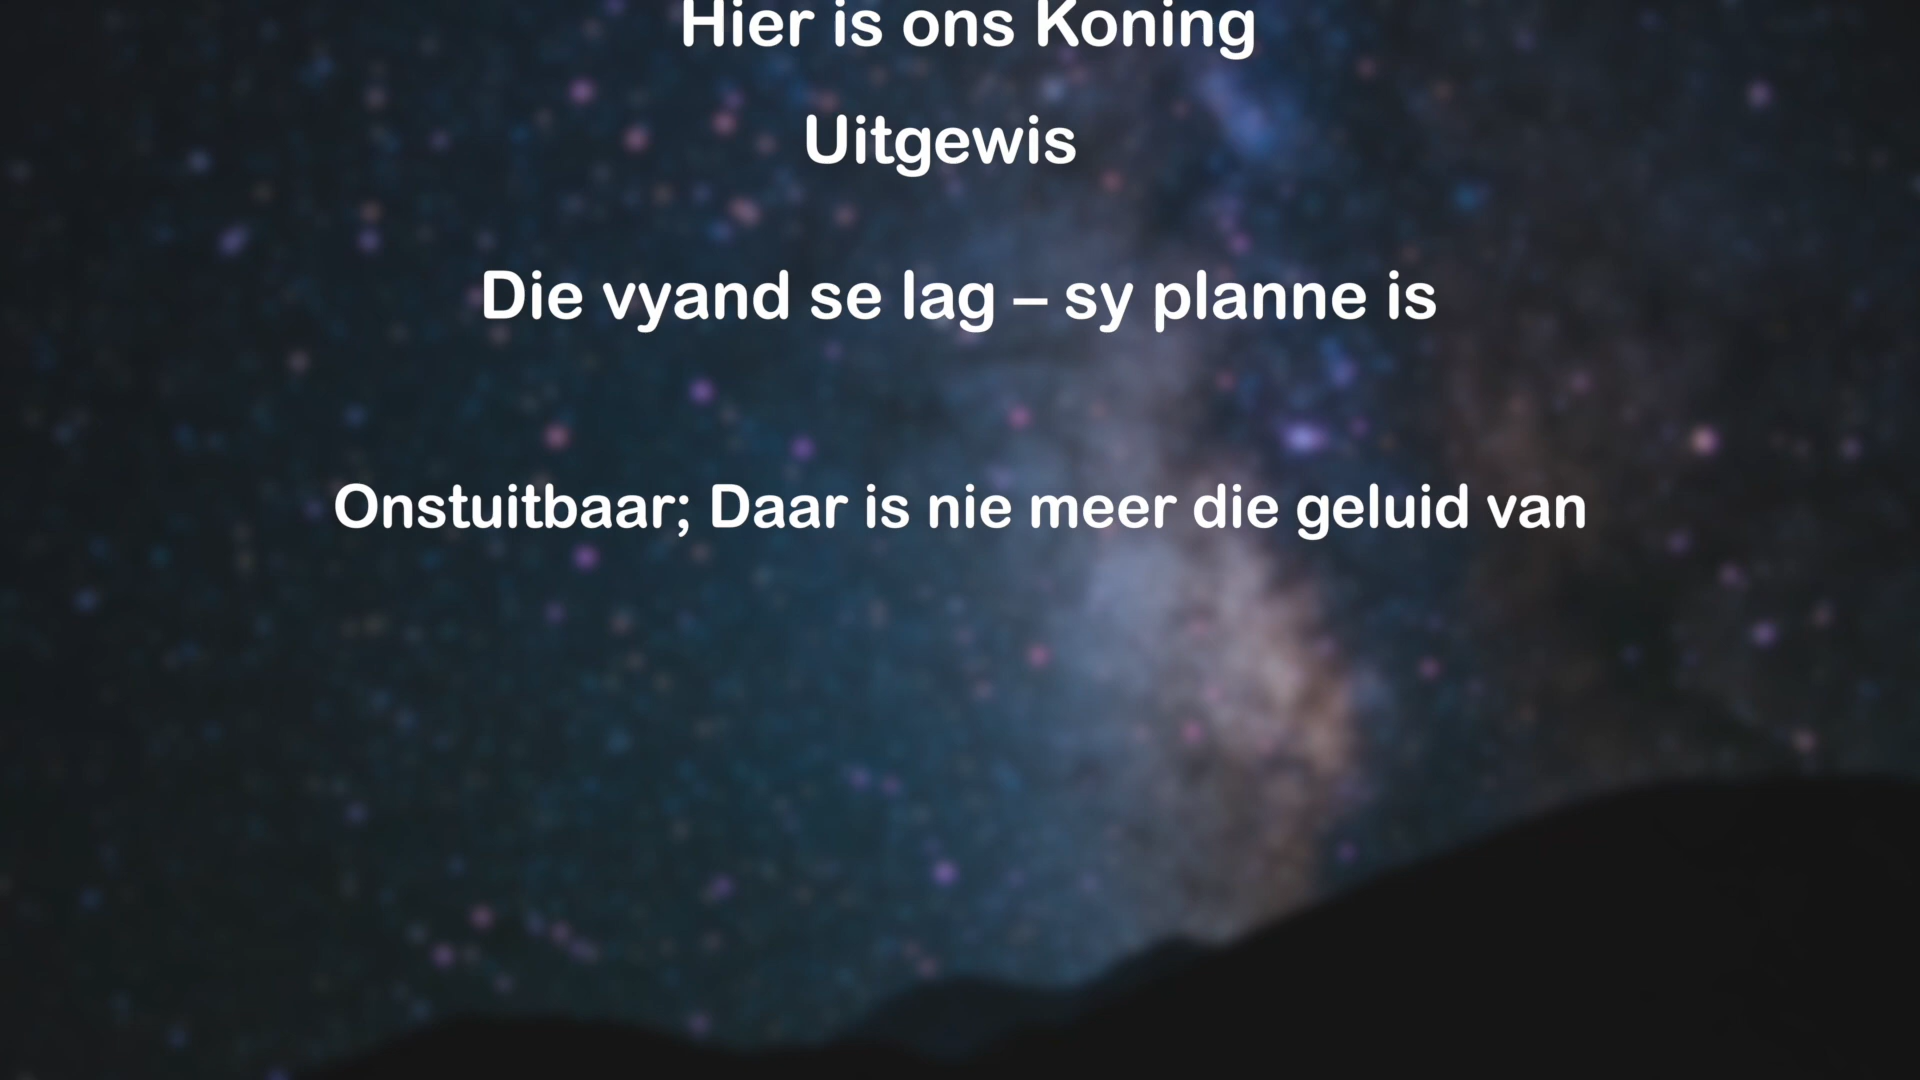 Hier is ons Koning
Uitgewis
Die vyand se lag – sy planne is
Onstuitbaar; Daar is nie meer die geluid van